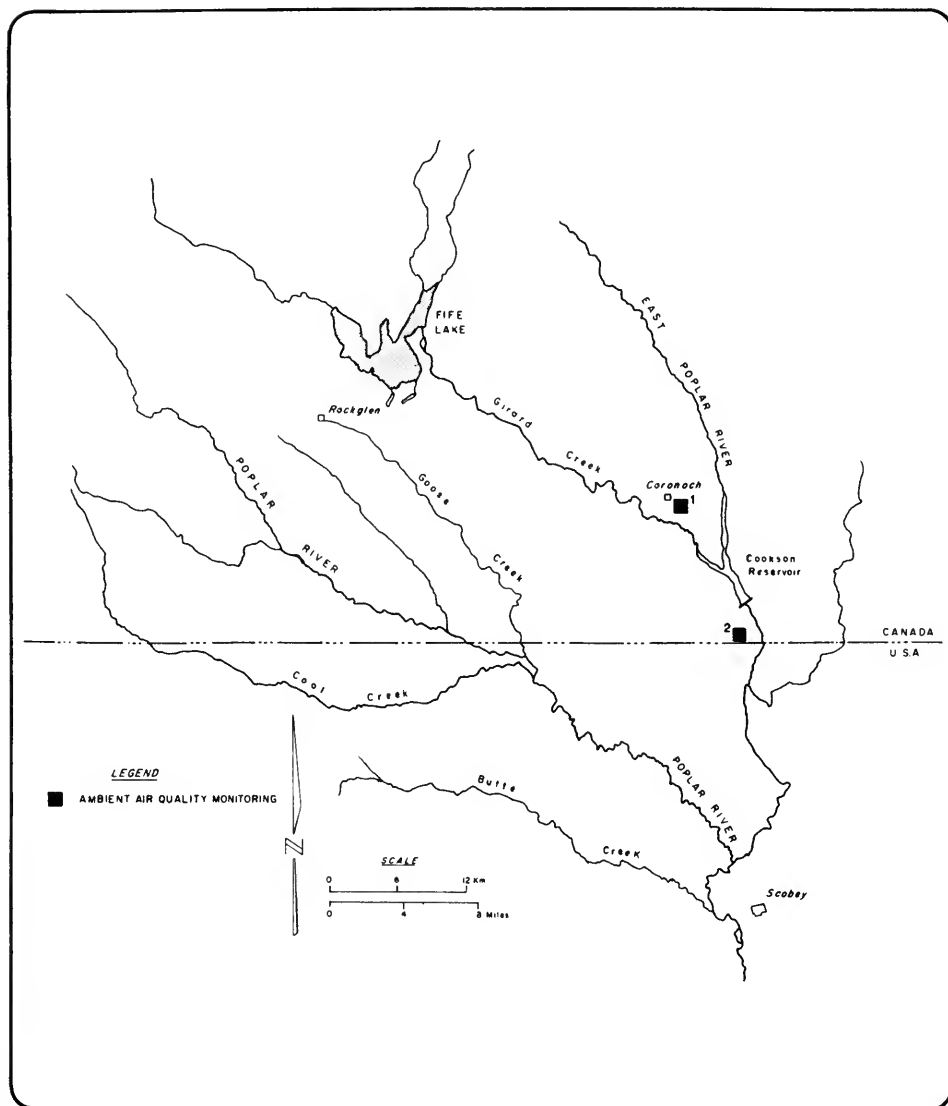 FIFE
LAKE
EAST POPLAR RIVER
Rockglen
Girard Creek
Goose Creek
POPLAR RIVER
Coronach
1
Cookson
Reservoir
2
CANADA
U.S.A
Coal Creek
LEGEND
AMBIENT AIR QUALITY MONITORING
Butte Creek
POPLAR RIVER
N
SCALE
0 6 12 Km
0 4 8 Miles
Scobey